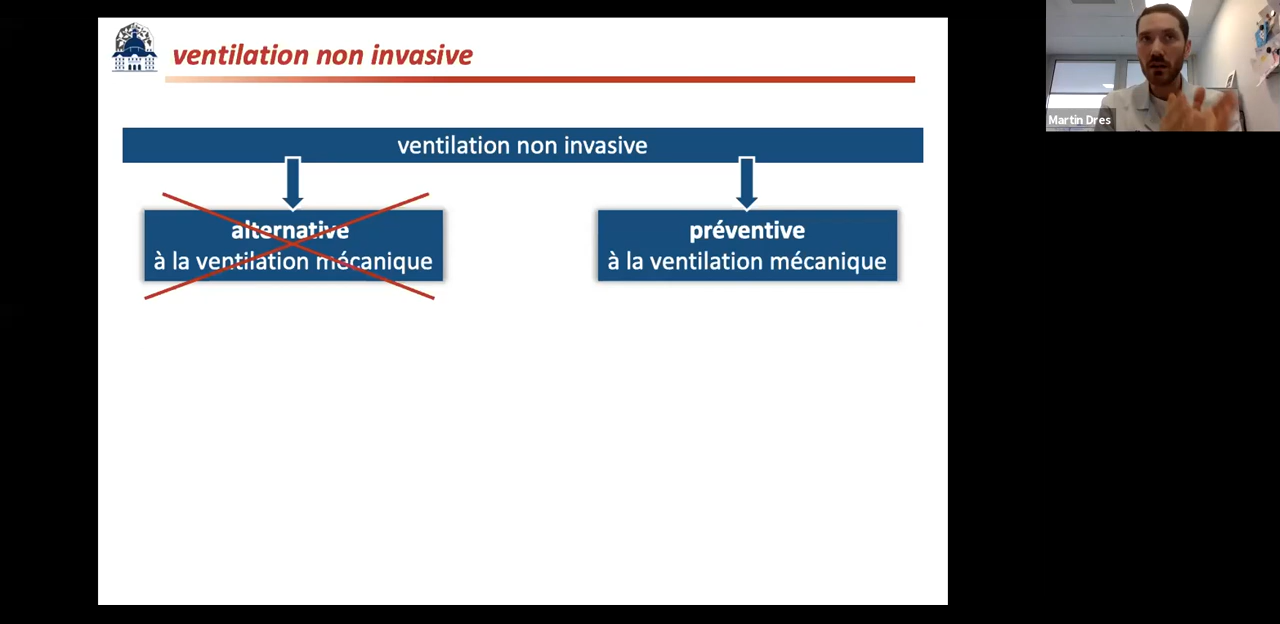 ventilation non invasive
ventilation non invasive
alternative
à la ventilation mécanique
préventive
à la ventilation mécanique
Martin Dres